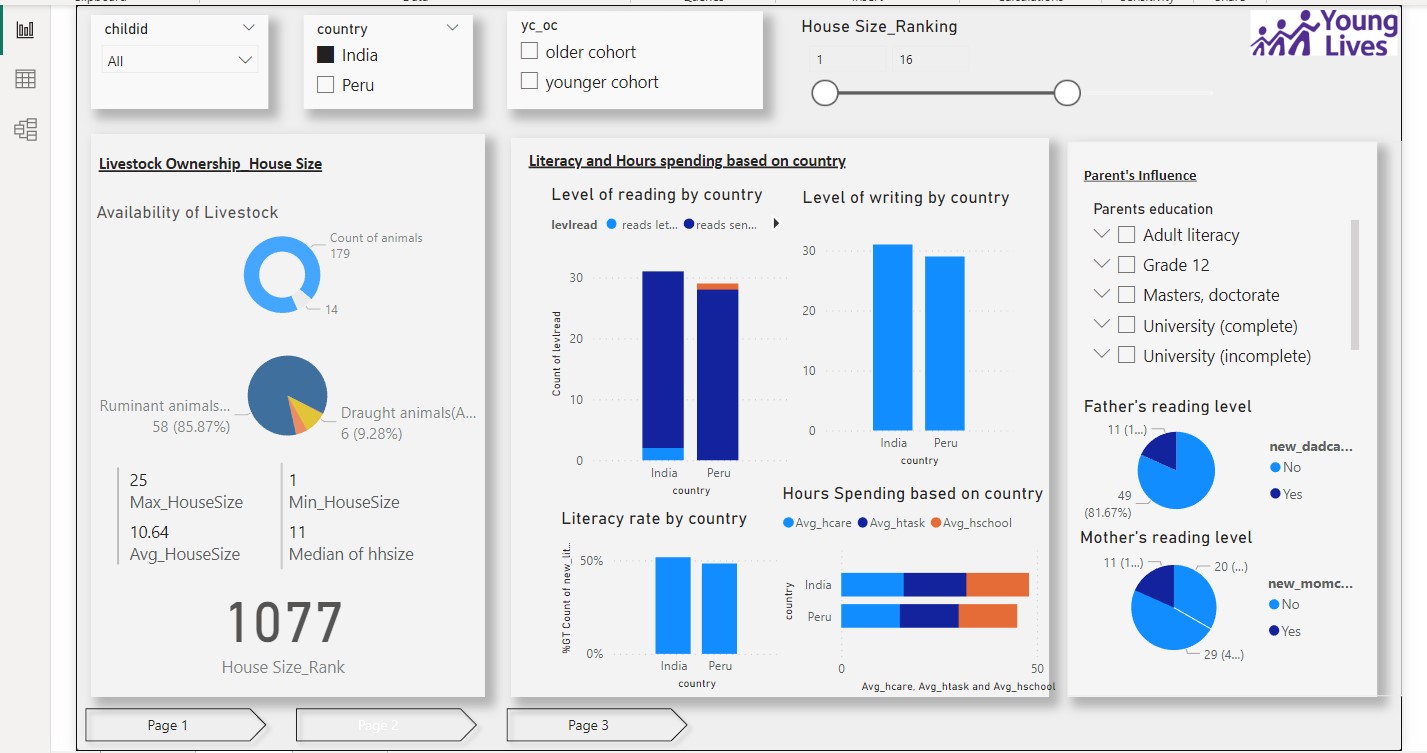 childid
All
country
India
Peru
yc_oc
older cohort
younger cohort
House Size_Ranking
1
16
Young
Lives
Livestock Ownership_House Size
Availability of Livestock
Count of animals
179
14
Ruminant animals...
58 (85.87%)
Draught animals(A...
6 (9.28%)
25
Max_HouseSize
1
Min_HouseSize
10.64
Avg_HouseSize
11
Median of hhsize
1077
House Size_Rank
Literacy and Hours spending based on country
Level of reading by country
levlread
reads let...
reads sen...
Count of levlread
30
20
10
0
India
Peru
country
Level of writing by country
30
20
10
0
India
Peru
country
Literacy rate by country
%GT Count of new_lit...
50%
0%
India
Peru
country
Hours Spending based on country
Avg_hcare
Avg_htask
Avg_hschool
country
India
Peru
0
50
Avg_hcare, Avg_htask and Avg_hschool
Parent's Influence
Parents education
Adult literacy
Grade 12
Masters, doctorate
University (complete)
University (incomplete)
Father's reading level
11 (1...)
49
(81.67%)
new_dadca...
No
Yes
Mother's reading level
11 (1...)
20 (...)
29 (4...)
new_momc...
No
Yes
Page 1
Page 2
Page 3